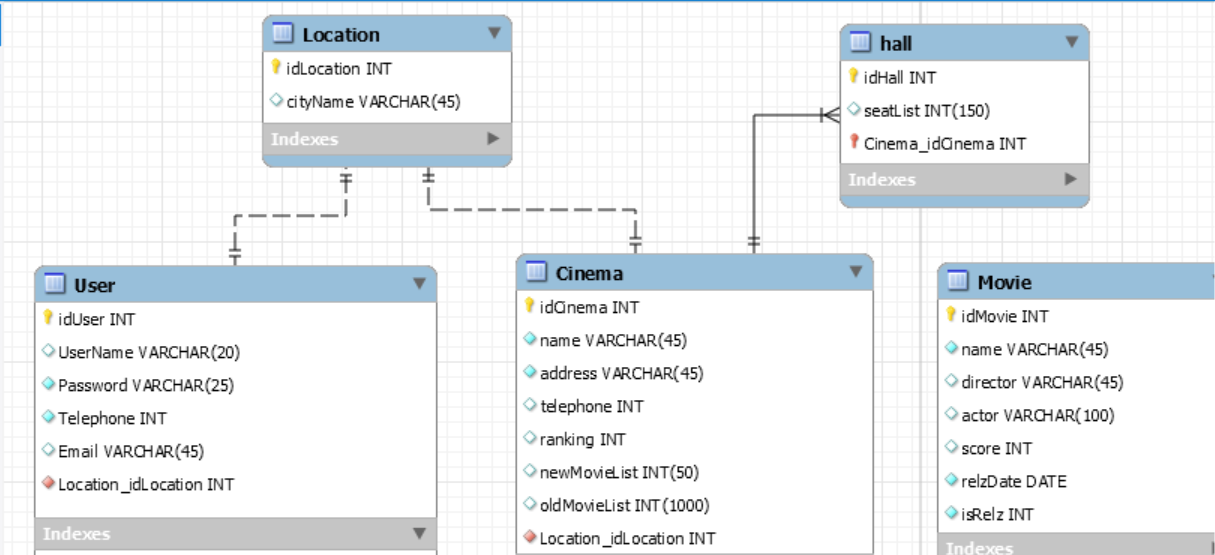 Location
idLocation INT
cityName VARCHAR(45)
Indexes
hall
idHall INT
seatList INT(150)
Cinema_idCinema INT
Indexes
User
idUser INT
UserName VARCHAR(20)
Password VARCHAR(25)
Telephone INT
Email VARCHAR(45)
Location_idLocation INT
Indexes
Cinema
idCinema INT
name VARCHAR(45)
address VARCHAR(45)
telephone INT
ranking INT
newMovieList INT(50)
oldMovieList INT(1000)
Location_idLocation INT
Movie
idMovie INT
name VARCHAR(45)
director VARCHAR(45)
actor VARCHAR(100)
score INT
relzDate DATE
isRelz INT
Indexes